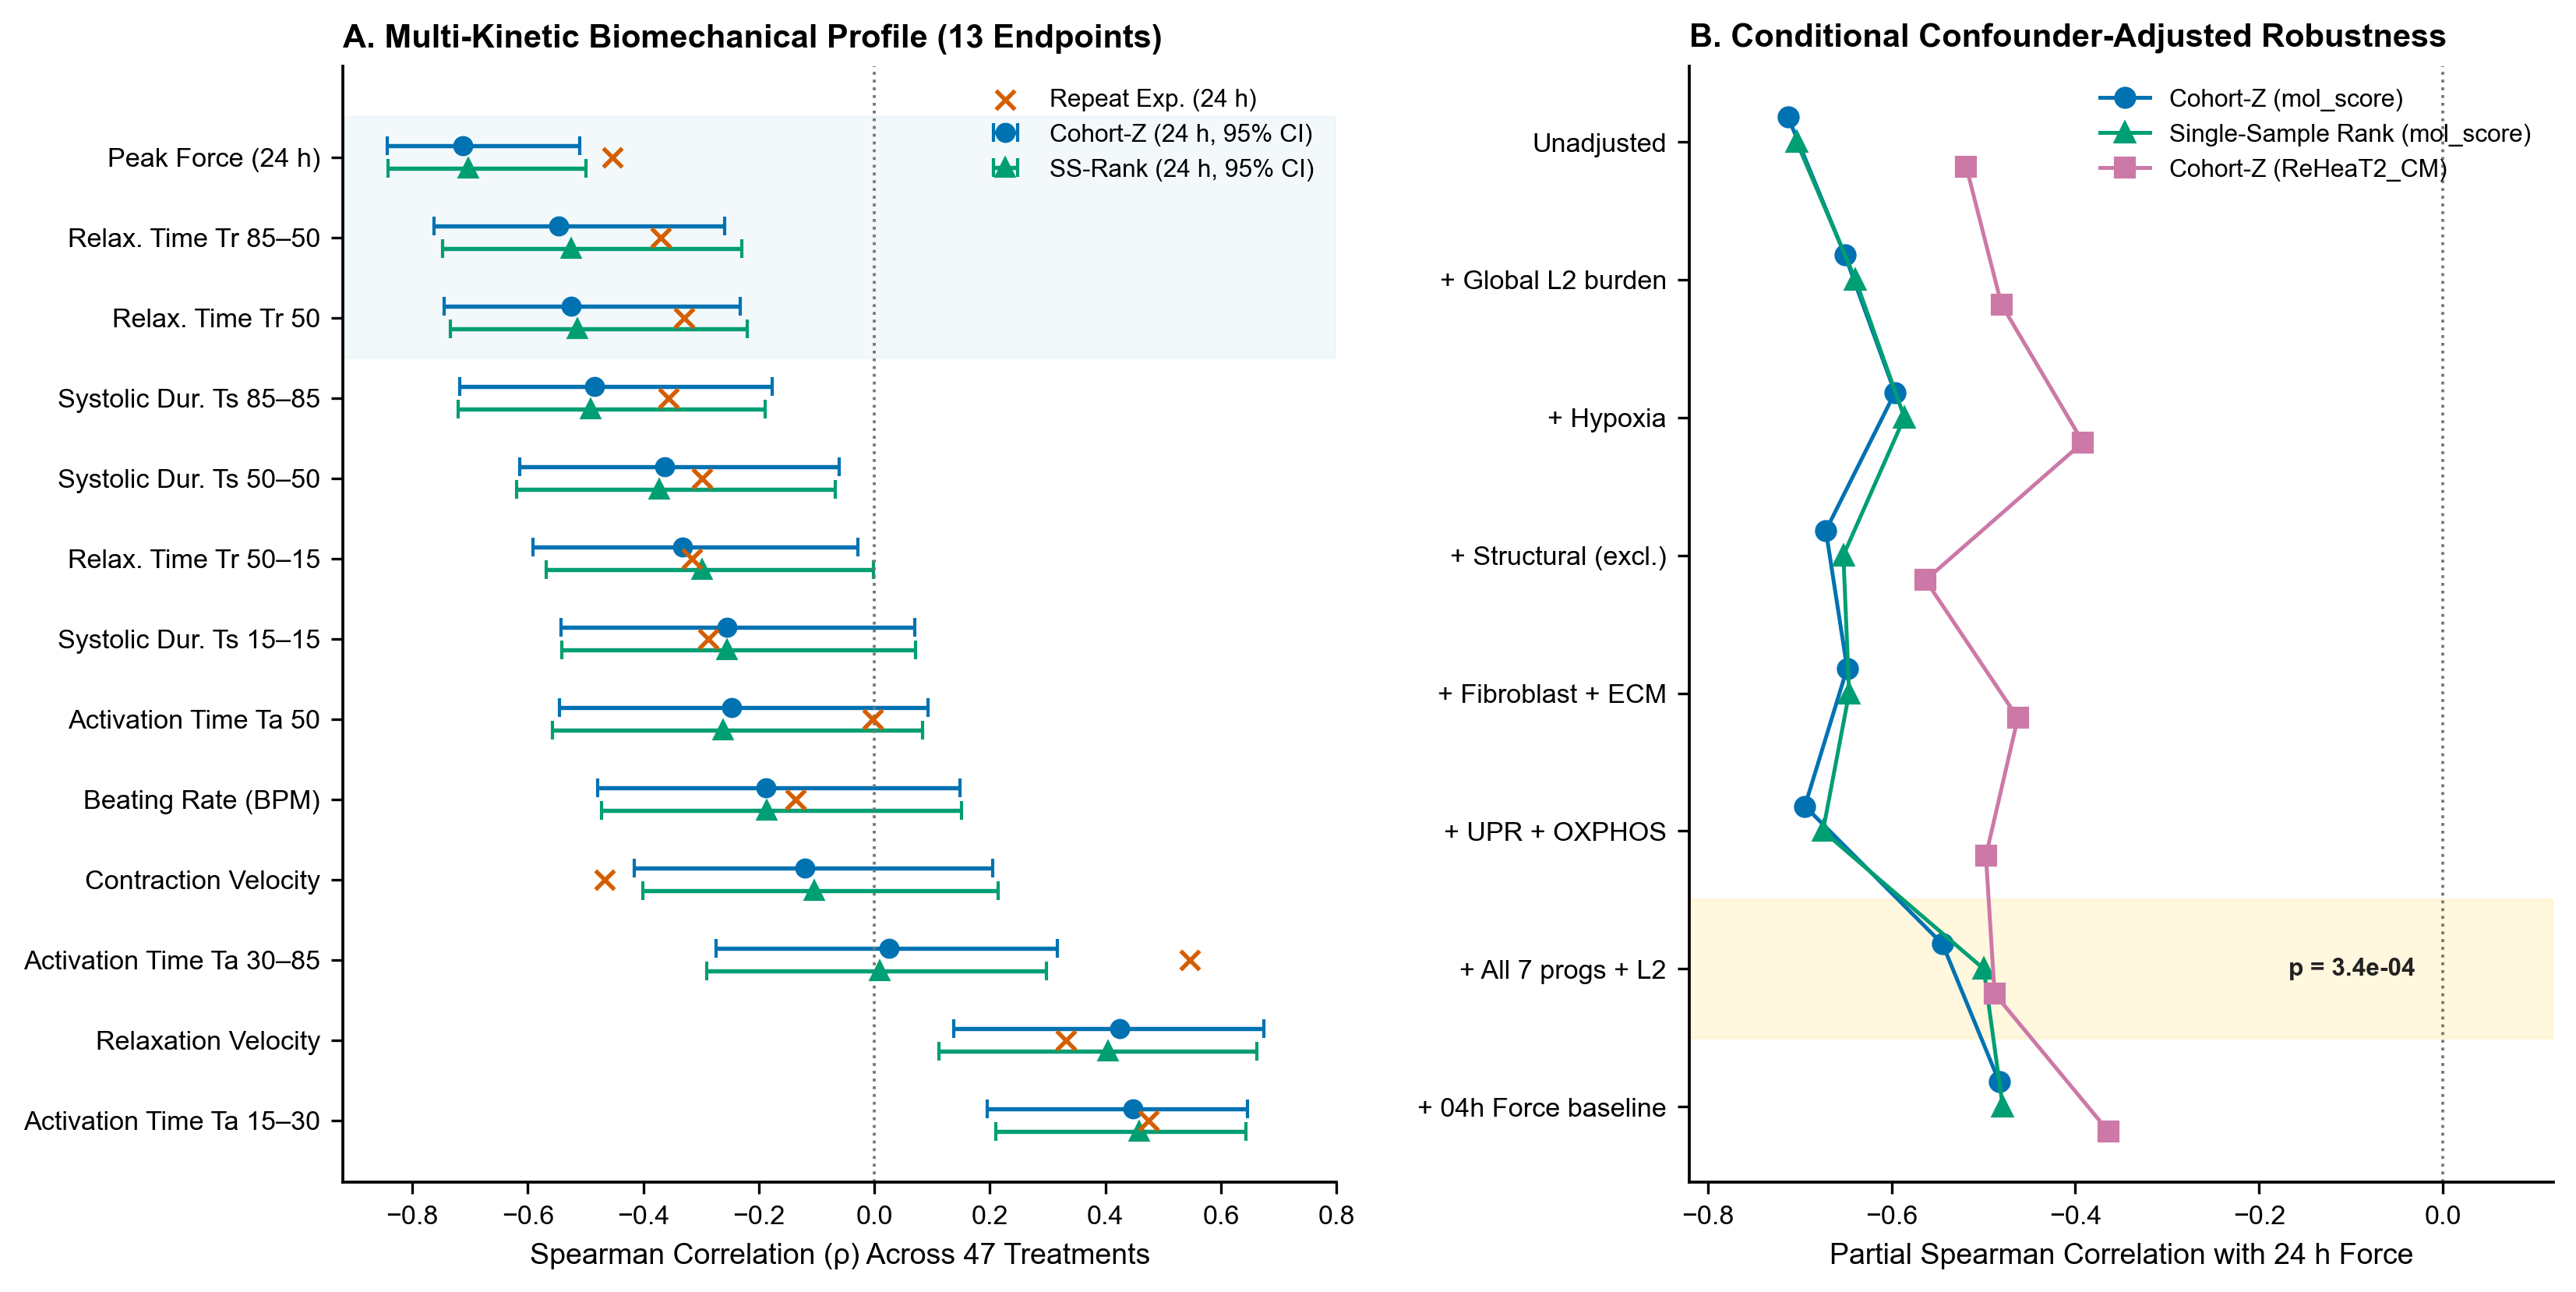 A. Multi-Kinetic Biomechanical Profile (13 Endpoints)
Repeat Exp. (24 h)
Cohort-Z (24 h, 95% CI)
SS-Rank (24 h, 95% CI)
Peak Force (24 h)
Relax. Time Tr 85–50
Relax. Time Tr 50
Systolic Dur. Ts 85–85
Systolic Dur. Ts 50–50
Relax. Time Tr 50–15
Systolic Dur. Ts 15–15
Activation Time Ta 50
Beating Rate (BPM)
Contraction Velocity
Activation Time Ta 30–85
Relaxation Velocity
Activation Time Ta 15–30
−0.8 −0.6 −0.4 −0.2 0.0 0.2 0.4 0.6 0.8
Spearman Correlation (ρ) Across 47 Treatments
B. Conditional Confounder-Adjusted Robustness
Cohort-Z (mol_score)
Single-Sample Rank (mol_score)
Cohort-Z (ReHeaT2_CM)
Unadjusted
+ Global L2 burden
+ Hypoxia
+ Structural (excl.)
+ Fibroblast + ECM
+ UPR + OXPHOS
+ All 7 progs + L2
p = 3.4e-04
+ 04h Force baseline
−0.8 −0.6 −0.4 −0.2 0.0
Partial Spearman Correlation with 24 h Force